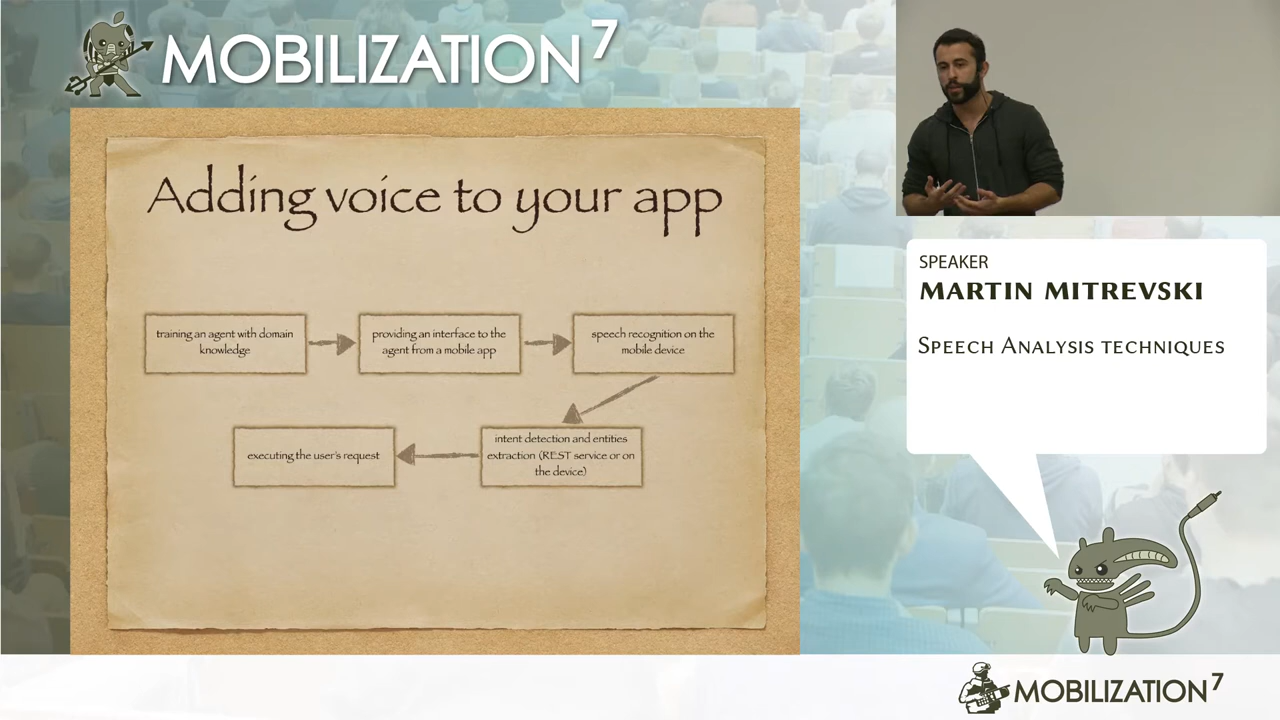 MOBILIZATION 7
Adding voice to your app
training an agent with domain
knowledge
providing an interface to the
agent from a mobile app
speech recognition on the
mobile device
intent detection and entities
extraction (REST service or on
the device)
executing the user's request
SPEAKER
MARTIN MITREVSKI
SPEECH ANALYSIS TECHNIQUES
MOBILIZATION 7